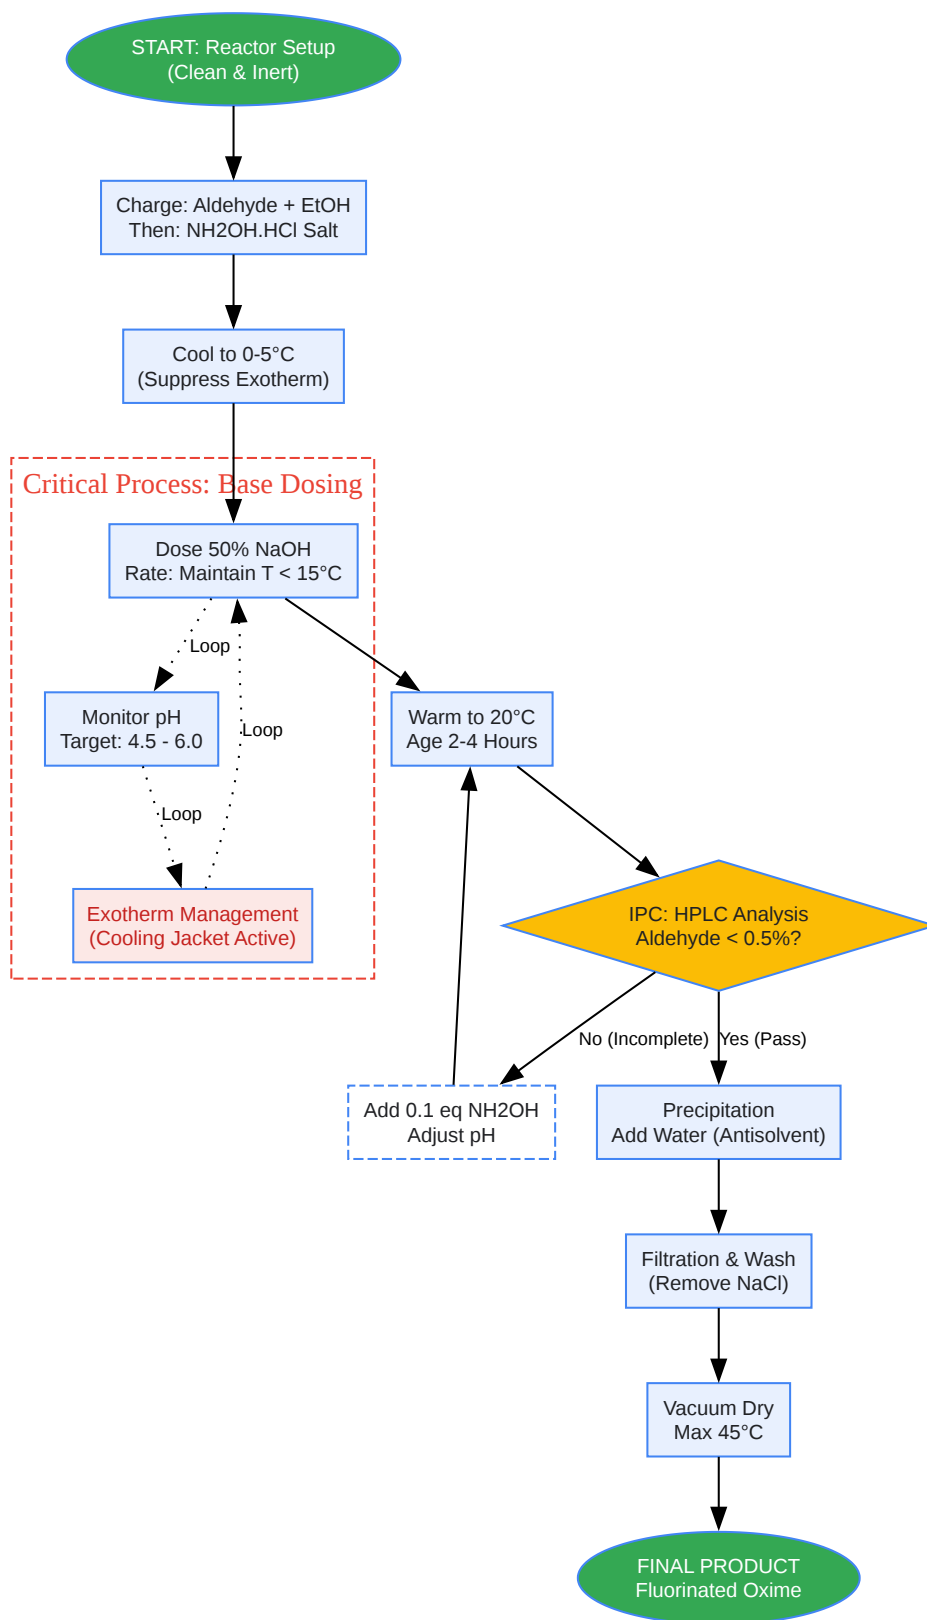 START: Reactor Setup
(Clean & Inert)
Charge: Aldehyde + EtOH
Then: NH2OH.HCl Salt
Cool to 0-5°C
(Suppress Exotherm)
Critical Process: Base Dosing
Dose 50% NaOH
Rate: Maintain T < 15°C
Loop
Monitor pH
Target: 4.5 - 6.0
Loop
Warm to 20°C
Age 2-4 Hours
Loop
Exotherm Management
(Cooling Jacket Active)
IPC: HPLC Analysis
Aldehyde < 0.5%?
No (Incomplete)
Yes (Pass)
Add 0.1 eq NH2OH
Adjust pH
Precipitation
Add Water (Antisolvent)
Filtration & Wash
(Remove NaCl)
Vacuum Dry
Max 45°C
FINAL PRODUCT
Fluorinated Oxime